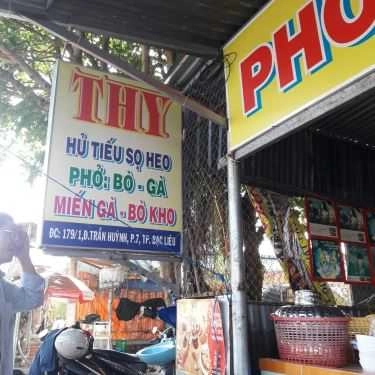 THY
HỦ TIẾU SỌ HEO
PHỞ: BÒ - GÀ
MIẾN GÀ - BÒ KHO
ĐC: 179/1,Đ.TRẦN HUỲNH, P.7, TP. BẠC LIÊU
PHO